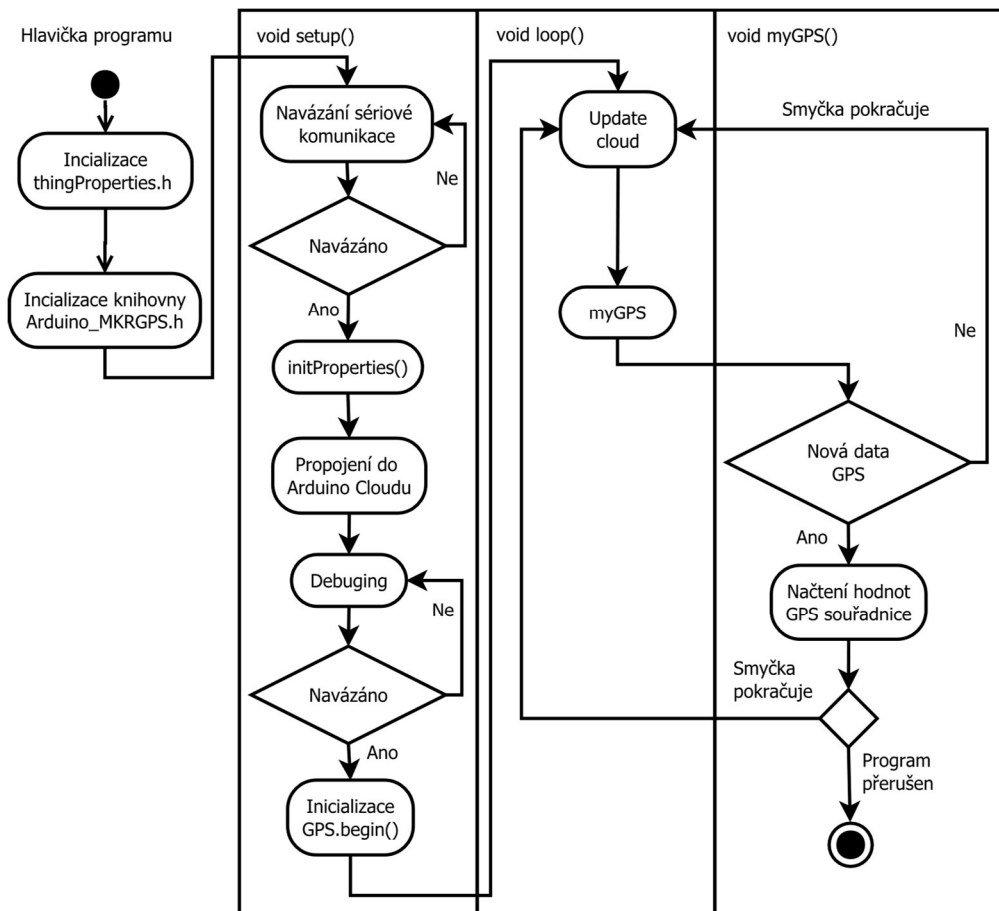 Hlavička programu
Incializace
thingProperties.h
Incializace knihovny
Arduino_MKRGPS.h
void setup()
Navázání sériové
komunikace
Ne
Navázáno
Ano
initProperties()
Propojení do
Arduino Cloudu
Debuging
Ne
Navázáno
Ano
Inicializace
GPS.begin()
void loop()
Update
cloud
myGPS
void myGPS()
Smyčka pokračuje
Ne
Nová data
GPS
Ano
Načtení hodnot
GPS souřadnice
Smyčka
pokračuje
Program
přerušen